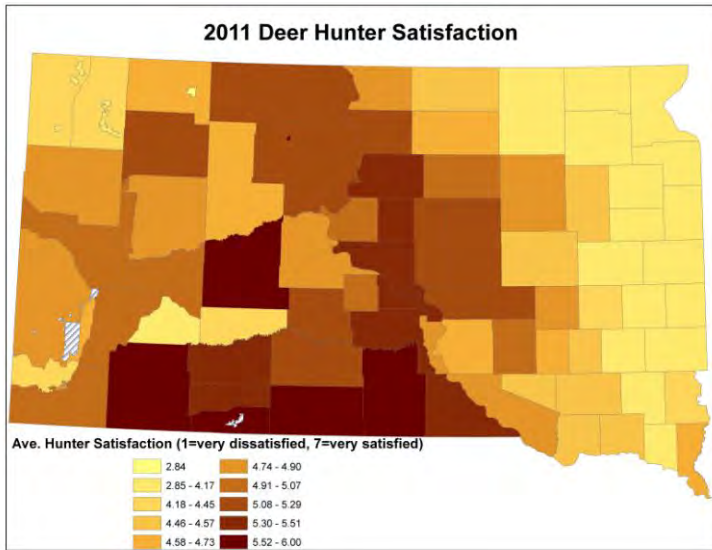 2011 Deer Hunter Satisfaction
Ave. Hunter Satisfaction (1=very dissatisfied, 7=very satisfied)
2.84
2.85 - 4.17
4.18 - 4.45
4.46 - 4.57
4.58 - 4.73
4.74 - 4.90
4.91 - 5.07
5.08 - 5.29
5.30 - 5.51
5.52 - 6.00